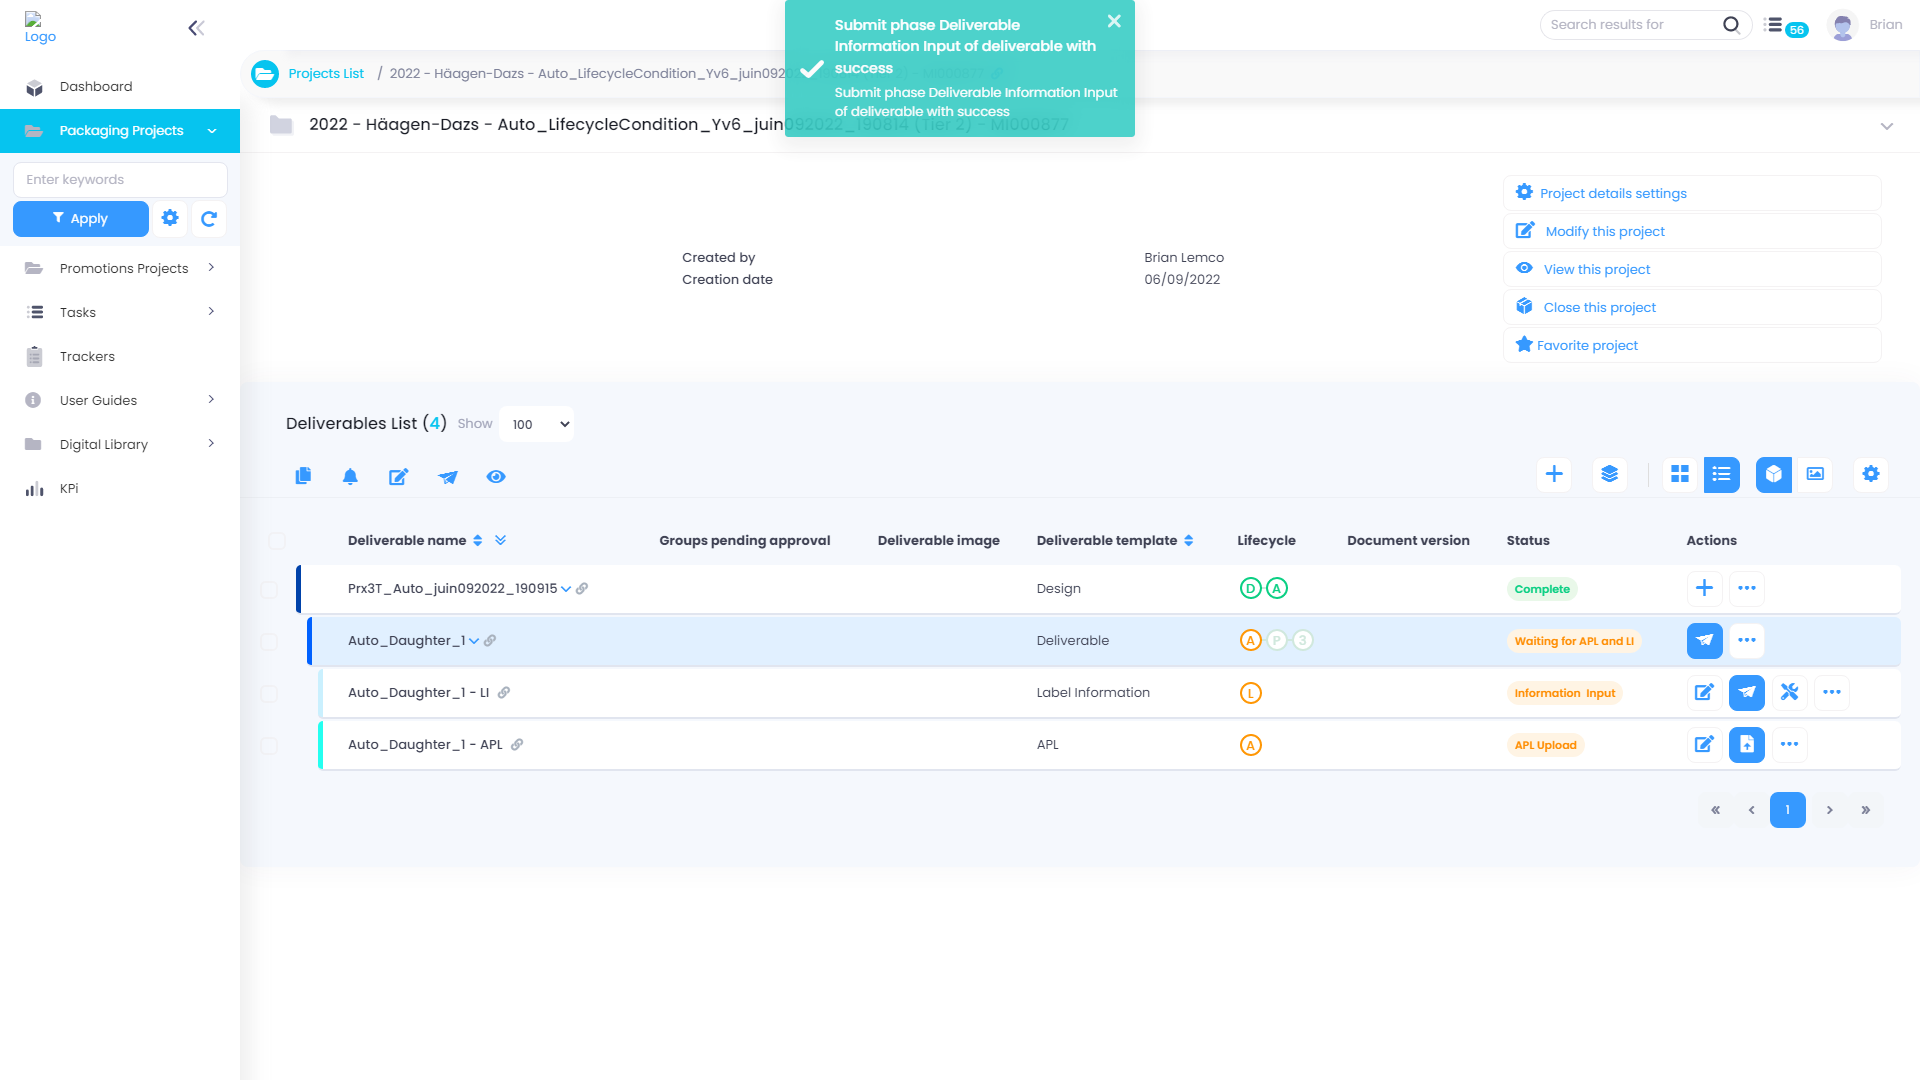 Logo
Dashboard
Packaging Projects
Enter keywords
Apply
Promotions Projects
Tasks
Trackers
User Guides
Digital Library
KPi
Submit phase Deliverable
Information Input of deliverable with
success
Submit phase Deliverable Information Input
of deliverable with success
Search results for
56
Brian
Projects List / 2022 - Häagen-Dazs - Auto_LifecycleCondition_Yv6_juin092022_190814 (Tier 2) - MI000877
2022 - Häagen-Dazs - Auto_LifecycleCondition_Yv6_juin092022_190814 (Tier 2) - MI000877
Created by Brian Lemco
Creation date 06/09/2022
Project details settings
Modify this project
View this project
Close this project
Favorite project
Deliverables List (4) Show 100
Deliverable name Groups pending approval Deliverable image Deliverable template Lifecycle Document version Status Actions
Prx3T_Auto_juin092022_190915 Design D A Complete
Auto_Daughter_1 Deliverable A P 3 Waiting for APL and LI
Auto_Daughter_1 - LI Label Information L Information Input
Auto_Daughter_1 - APL APL A APL Upload
« ‹ 1 › »